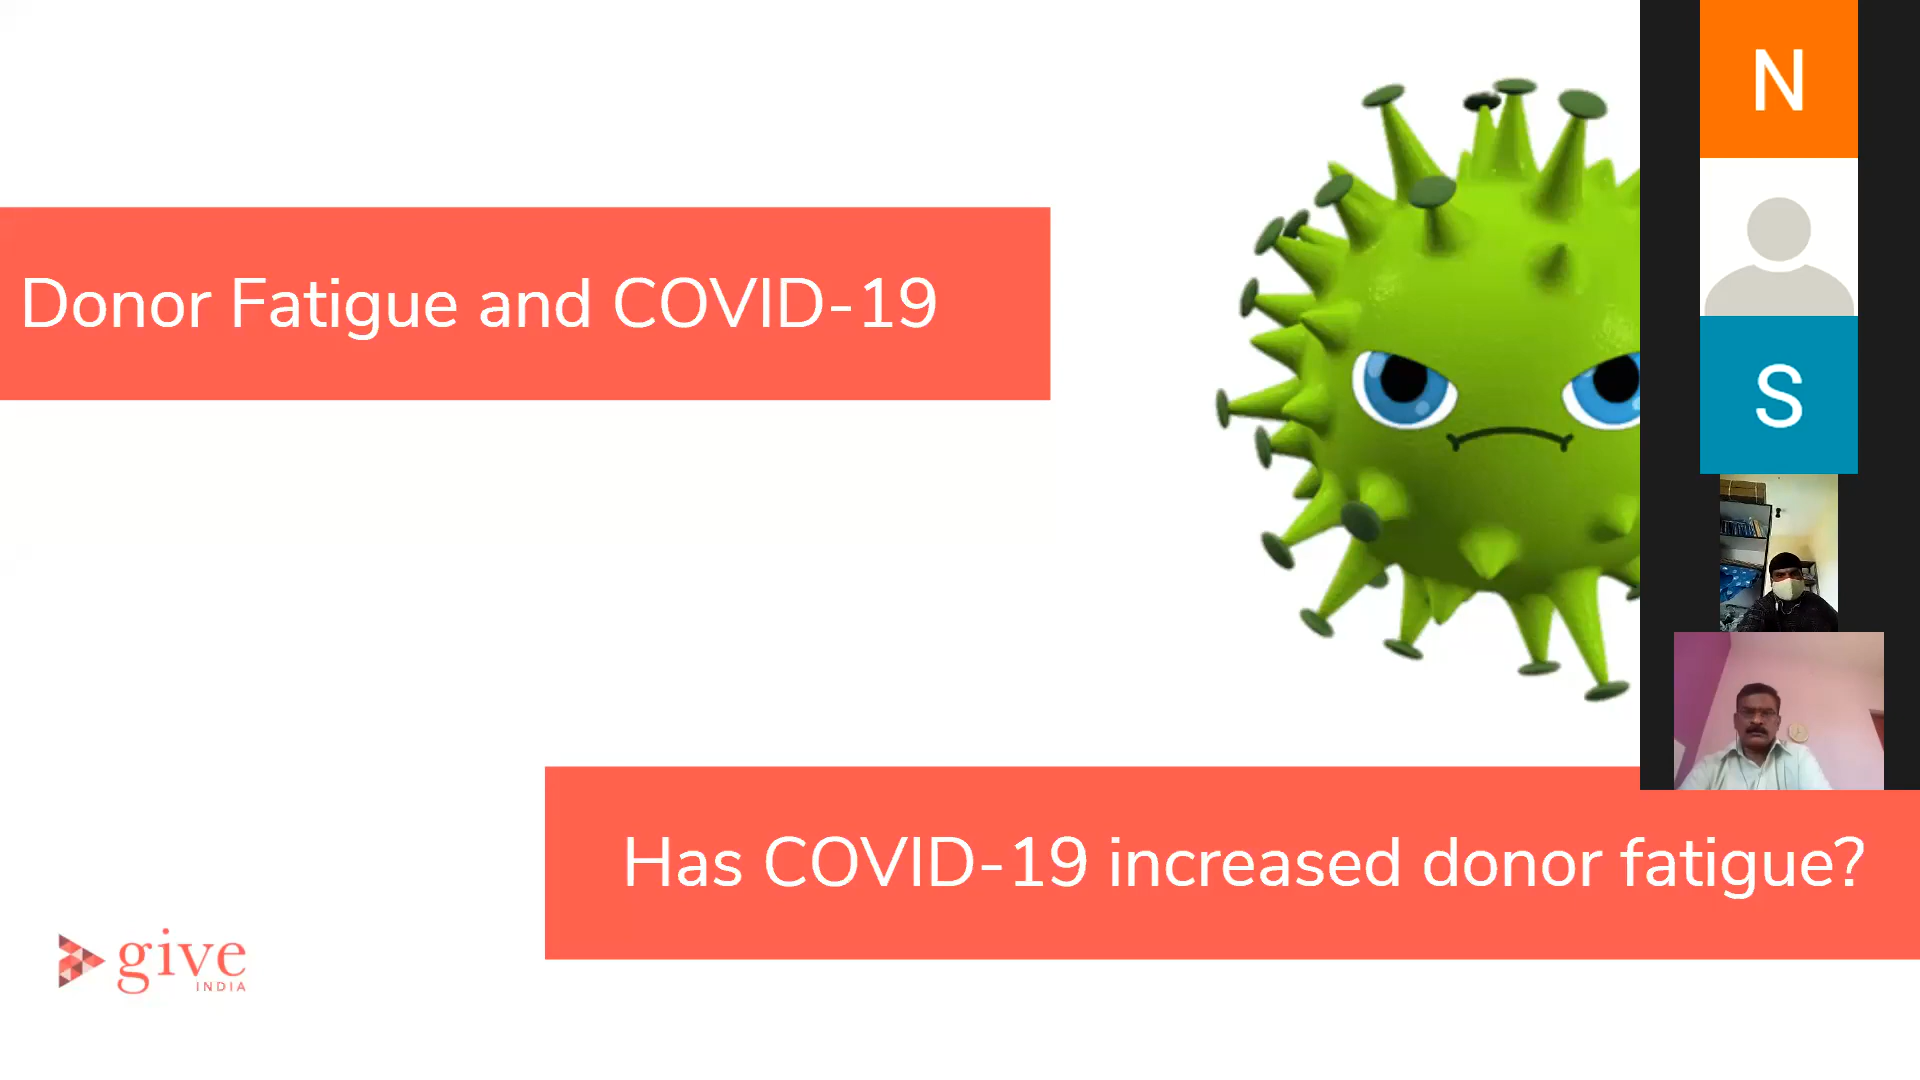 Donor Fatigue and COVID-19
N
S
Has COVID-19 increased donor fatigue?
give
INDIA